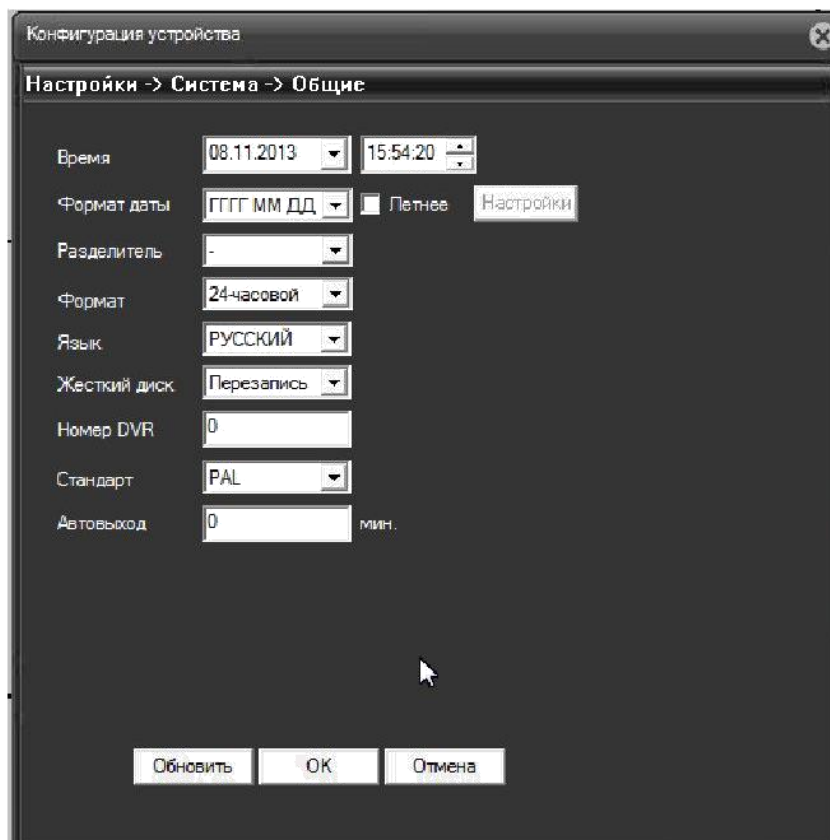 Конфигурация устройства
Настройки -> Система -> Общие
Время 08.11.2013 15:54:20
Формат даты ГГГГ ММ ДД Летнее Настройки
Разделитель -
Формат 24-часовой
Язык РУССКИЙ
Жесткий диск Перезапись
Номер DVR 0
Стандарт PAL
Автовыход 0 мин.
Обновить OK Отмена